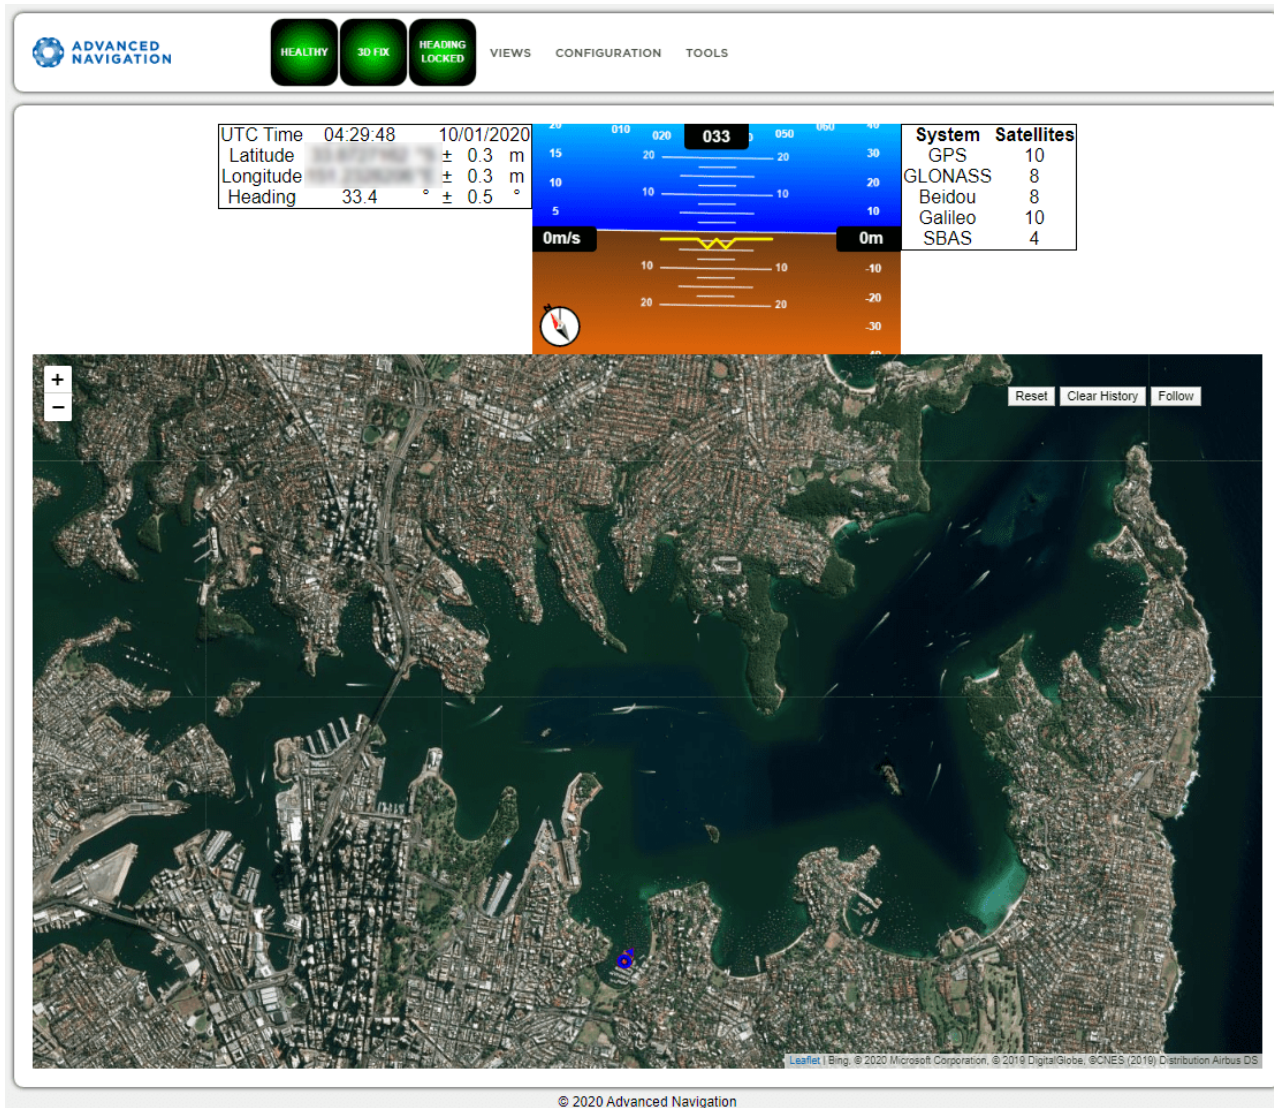 ADVANCED
NAVIGATION
HEALTHY
3D FIX
HEADING
LOCKED
VIEWS
CONFIGURATION
TOOLS
UTC Time 04:29:48 10/01/2020
Latitude ± 0.3 m
Longitude ± 0.3 m
Heading 33.4 ° ± 0.5 °
20 010 020 033 050 060 40
15 20 20 30
10 10 10 20
5 10
0m/s 0m
10 10 -10
20 20 -20
N -30
System Satellites
GPS 10
GLONASS 8
Beidou 8
Galileo 10
SBAS 4
+
−
Reset Clear History Follow
Leaflet | Bing, © 2020 Microsoft Corporation, © 2019 DigitalGlobe, ©CNES (2019) Distribution Airbus DS
© 2020 Advanced Navigation